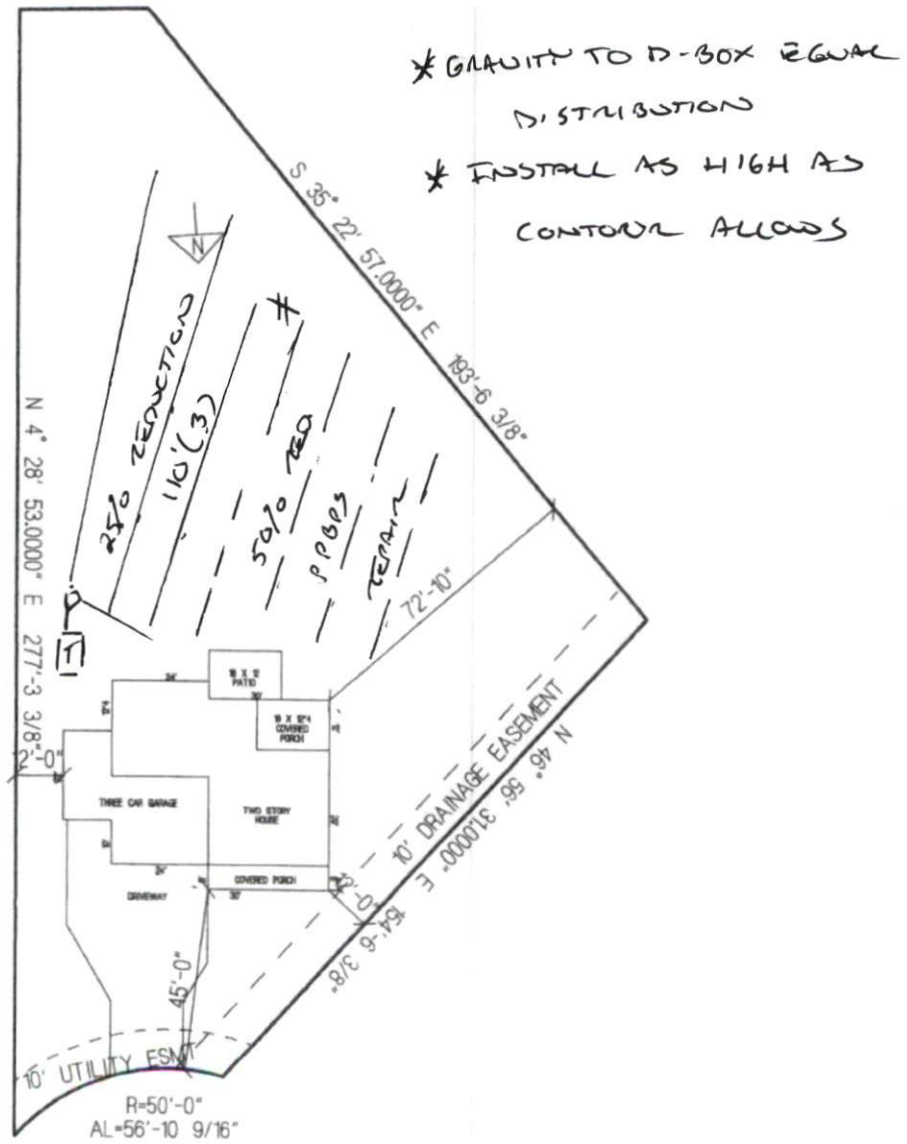 * GRAVITY TO D-BOX EQUAL
DISTRIBUTION
* INSTALL AS HIGH AS
CONTOUR ALLOWS
S 35° 22' 57.0000" E 193'-6 3/8"
N
25% REDUCTION
110'(3)
*
50% RED
PPBPS
REPAIR
N 4° 28' 53.0000" E 277'-3 3/8"
T
72'-10"
24'
18 X 12
PATIO
30'
12'4
18 X 12'4
COVERED
PORCH
2'-0"
THREE CAR GARAGE
TWO STORY
HOUSE
24'
COVERED PORCH
30'
DRIVEWAY
10' DRAINAGE EASEMENT
N 46° 56' 31.0000" E 154'-6 3/8"
12'-0"
45'-0"
10' UTILITY ESMT
R=50'-0"
AL=56'-10 9/16"